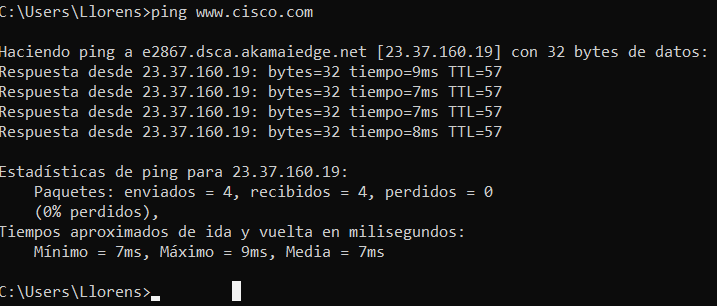 C:\Users\Llorens>ping www.cisco.com
Haciendo ping a e2867.dsca.akamaiedge.net [23.37.160.19] con 32 bytes de datos:
Respuesta desde 23.37.160.19: bytes=32 tiempo=9ms TTL=57
Respuesta desde 23.37.160.19: bytes=32 tiempo=7ms TTL=57
Respuesta desde 23.37.160.19: bytes=32 tiempo=7ms TTL=57
Respuesta desde 23.37.160.19: bytes=32 tiempo=8ms TTL=57
Estadísticas de ping para 23.37.160.19:
    Paquetes: enviados = 4, recibidos = 4, perdidos = 0
    (0% perdidos),
Tiempos aproximados de ida y vuelta en milisegundos:
    Mínimo = 7ms, Máximo = 9ms, Media = 7ms
C:\Users\Llorens>